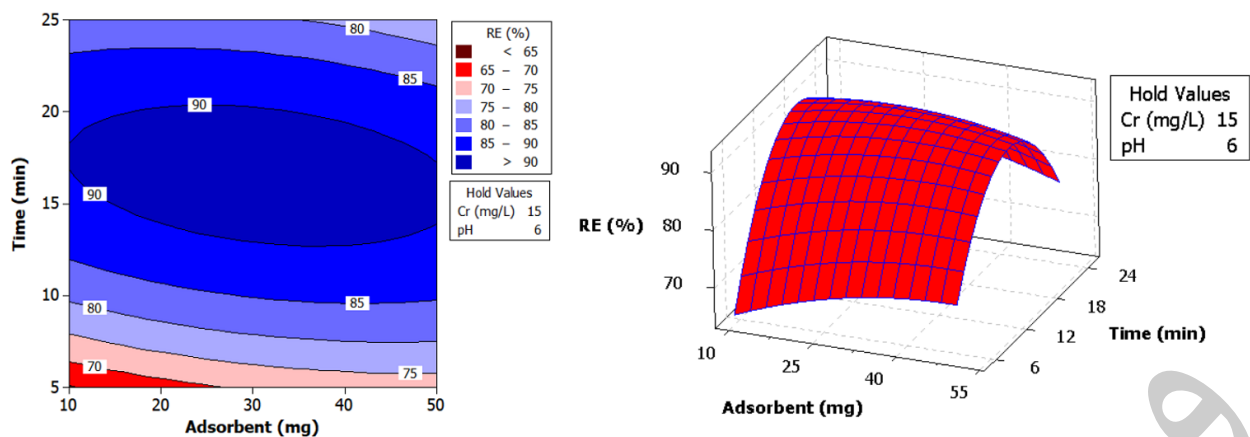 25
20
15
10
5
10
20
30
40
50
Time (min)
Adsorbent (mg)
80
85
90
90
85
80
75
70
RE (%)
< 65
65 – 70
70 – 75
75 – 80
80 – 85
85 – 90
> 90
Hold Values
Cr (mg/L) 15
pH 6
90
80
70
RE (%)
10
25
40
55
Adsorbent (mg)
6
12
18
24
Time (min)
Hold Values
Cr (mg/L) 15
pH 6